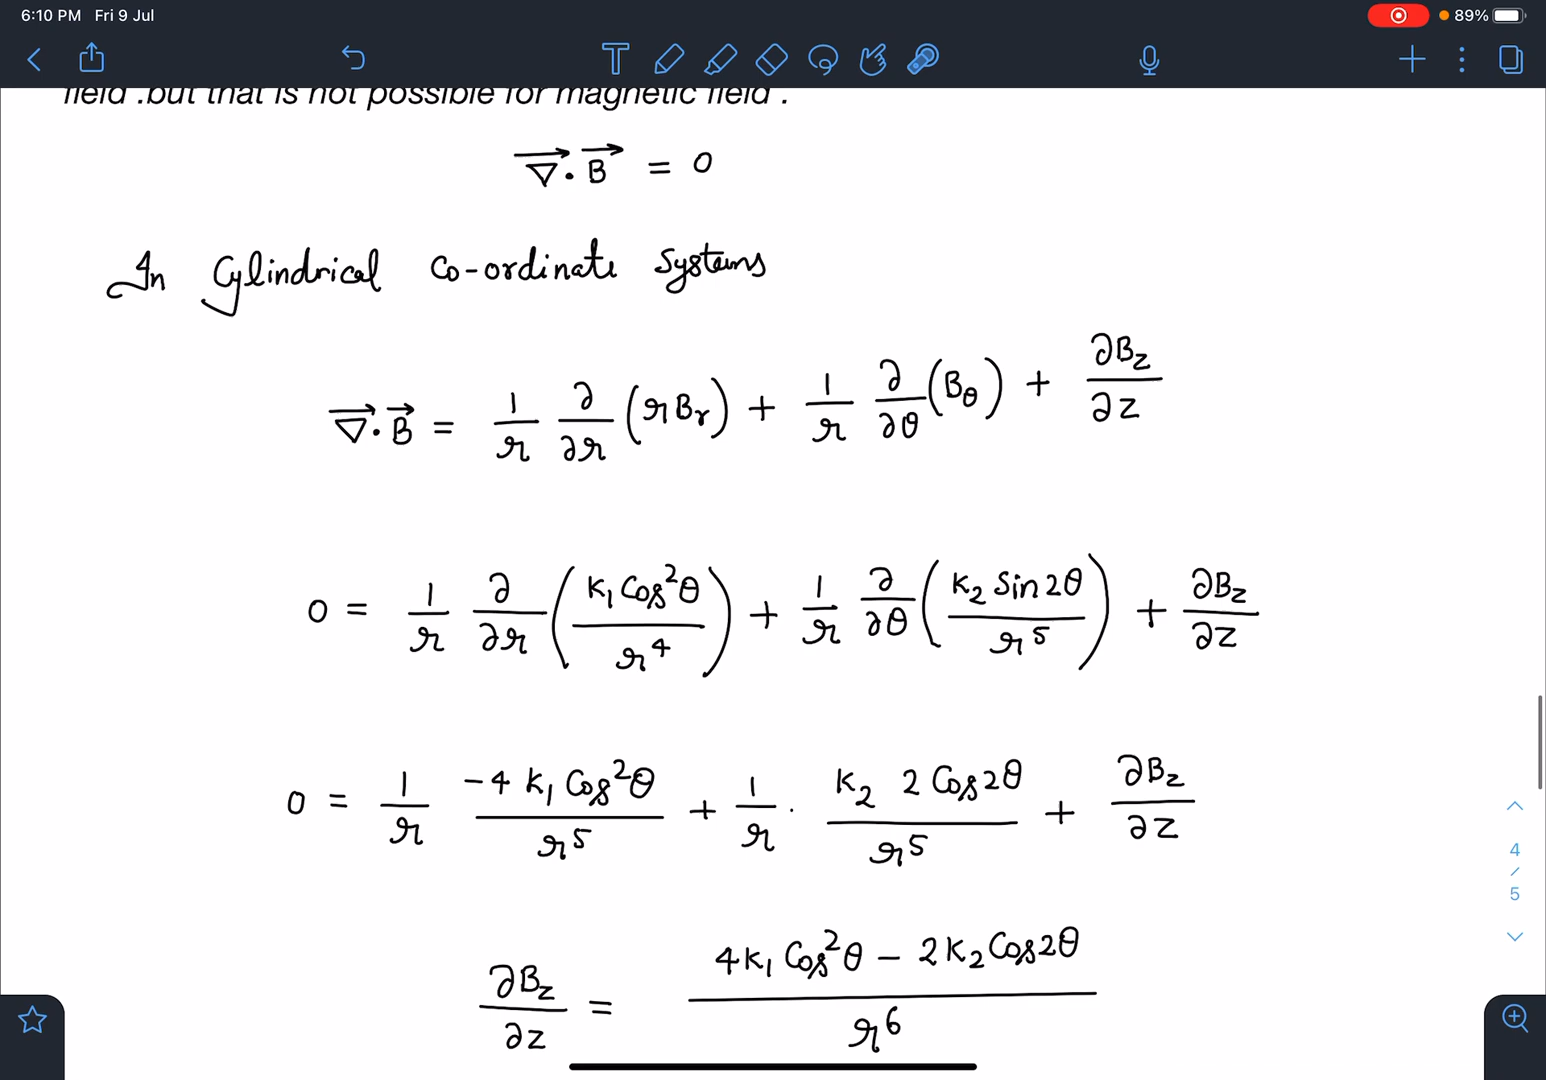 6:10 PM Fri 9 Jul 89%
field .but that is not possible for magnetic field .
∇⃗·B⃗ = 0
In Cylindrical Co-ordinate Systems
∇⃗·B⃗ = 1/r ∂/∂r (r Bᵣ) + 1/r ∂/∂θ (B_θ) + ∂B_z/∂z
0 = 1/r ∂/∂r (K₁ Cos²θ / r⁴) + 1/r ∂/∂θ (K₂ Sin 2θ / r⁵) + ∂B_z/∂z
0 = 1/r -4 K₁ Cos²θ / r⁵ + 1/r · K₂ 2 Cos 2θ / r⁵ + ∂B_z/∂z
∂B_z/∂z = 4K₁ Cos²θ - 2K₂ Cos 2θ / r⁶
4
/
5